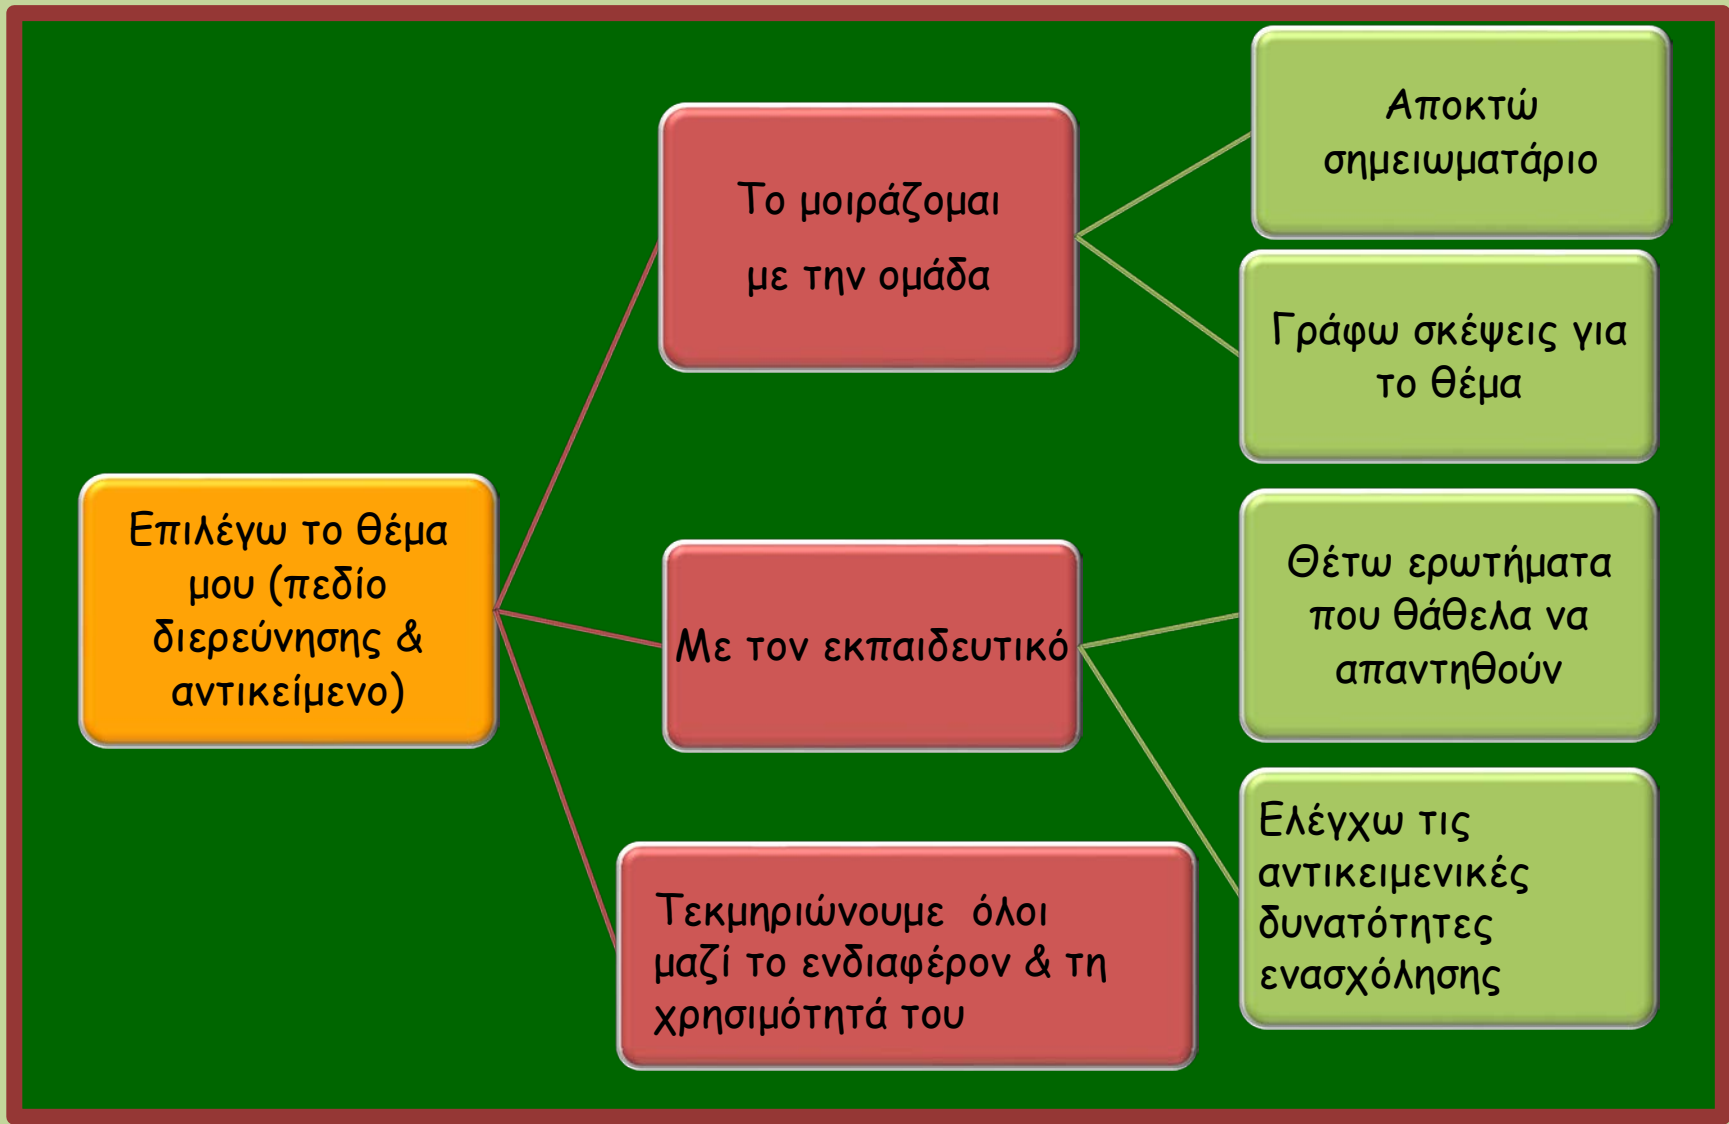 Επιλέγω το θέμα
μου (πεδίο
διερεύνησης &
αντικείμενο)
Το μοιράζομαι
με την ομάδα
Αποκτώ
σημειωματάριο
Γράφω σκέψεις για
το θέμα
Με τον εκπαιδευτικό
Θέτω ερωτήματα
που θάθελα να
απαντηθούν
Ελέγχω τις
αντικειμενικές
δυνατότητες
ενασχόλησης
Τεκμηριώνουμε όλοι
μαζί το ενδιαφέρον & τη
χρησιμότητά του